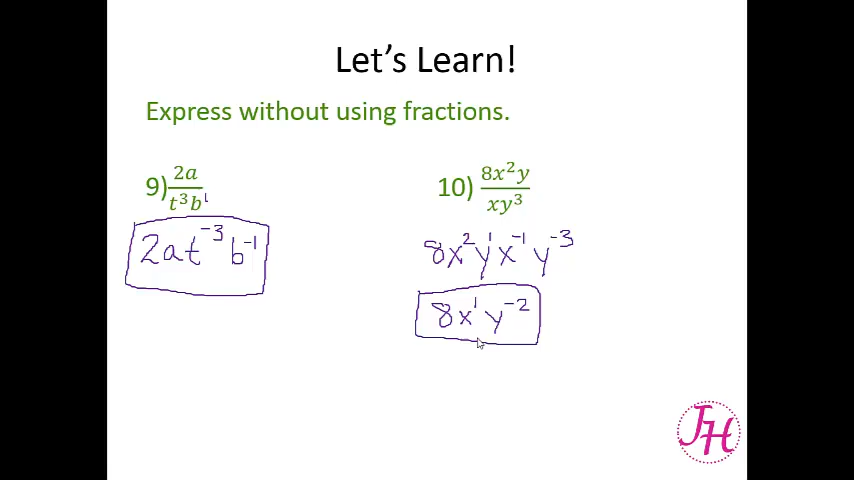 Let's Learn!
Express without using fractions.
9) 2a / t³b¹
2at⁻³b⁻¹
10) 8x²y / xy³
8x²y¹x⁻¹y⁻³
8x¹y⁻²
JH